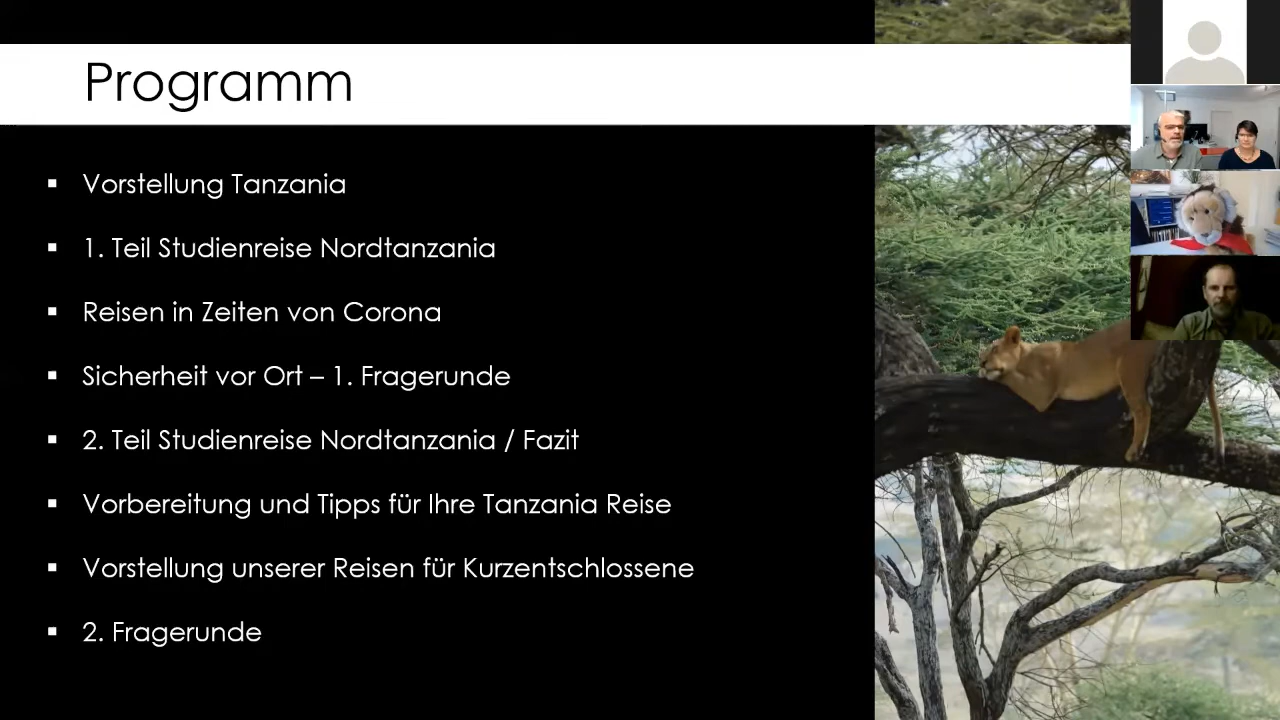 Programm
▪ Vorstellung Tanzania
▪ 1. Teil Studienreise Nordtanzania
▪ Reisen in Zeiten von Corona
▪ Sicherheit vor Ort – 1. Fragerunde
▪ 2. Teil Studienreise Nordtanzania / Fazit
▪ Vorbereitung und Tipps für Ihre Tanzania Reise
▪ Vorstellung unserer Reisen für Kurzentschlossene
▪ 2. Fragerunde